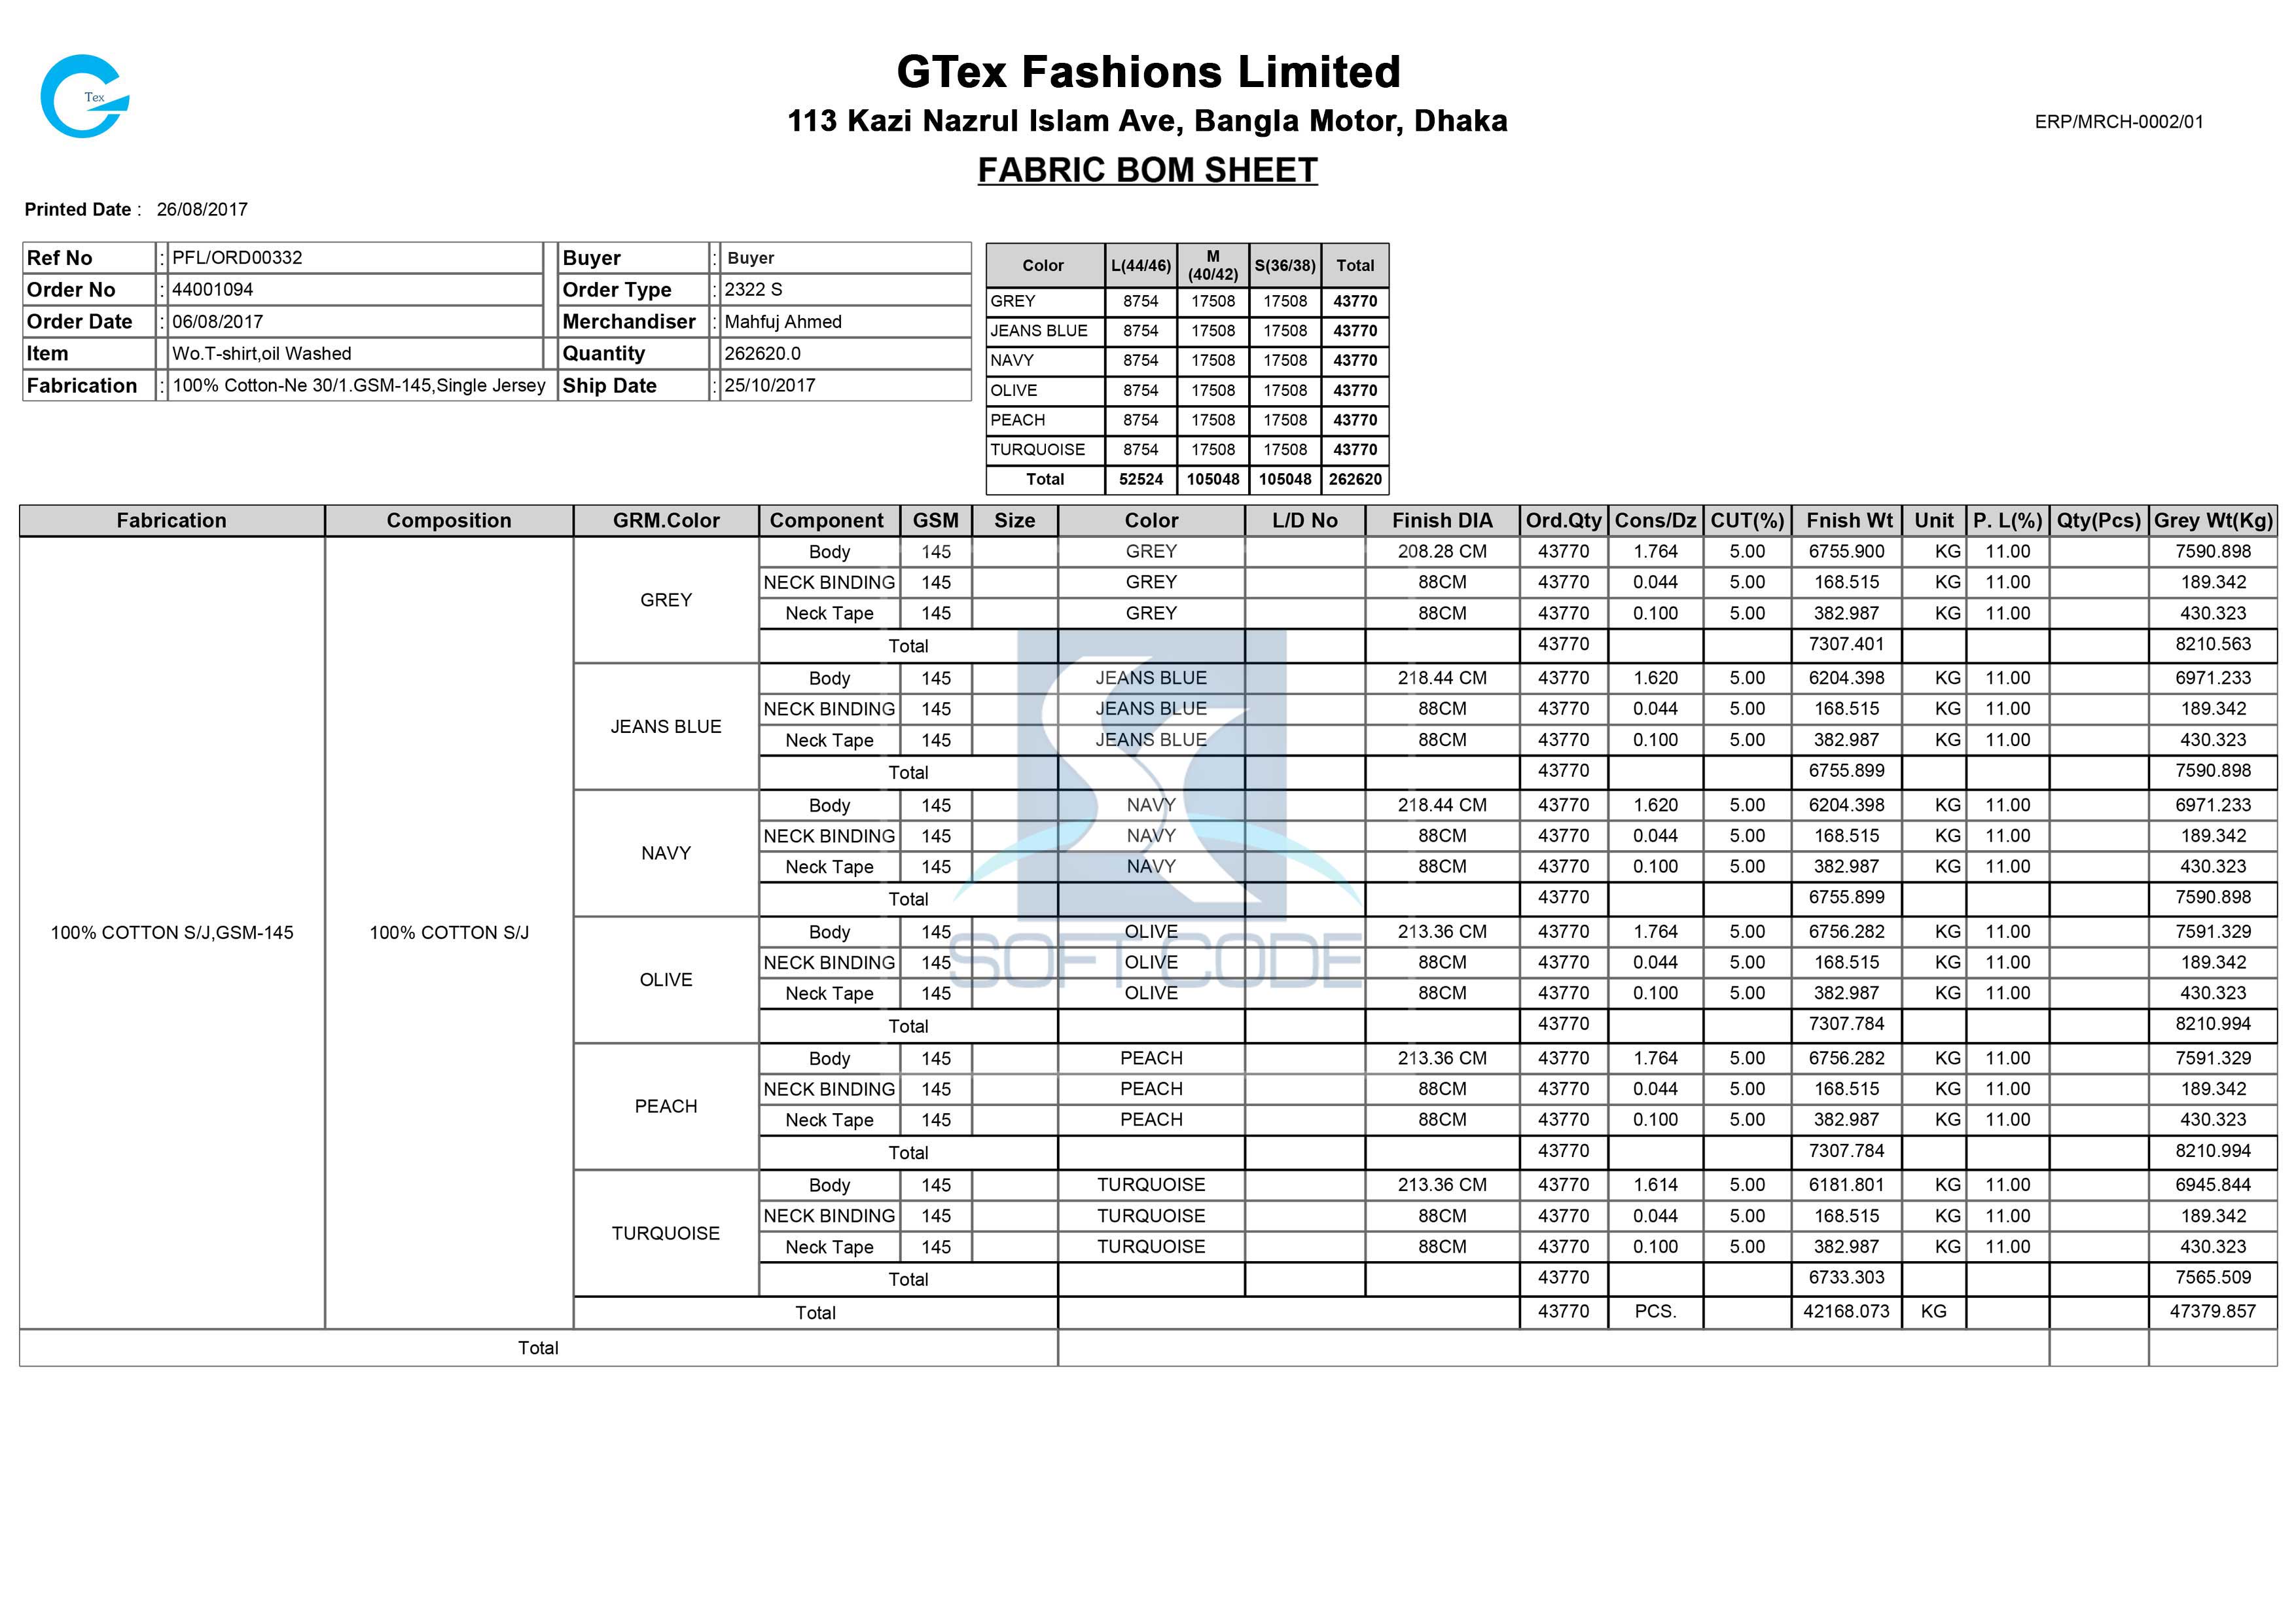 Tex
GTex Fashions Limited
113 Kazi Nazrul Islam Ave, Bangla Motor, Dhaka
ERP/MRCH-0002/01
FABRIC BOM SHEET
Printed Date : 26/08/2017
Ref No : PFL/ORD00332 Buyer : Buyer
Order No : 44001094 Order Type : 2322 S
Order Date : 06/08/2017 Merchandiser : Mahfuj Ahmed
Item : Wo.T-shirt,oil Washed Quantity : 262620.0
Fabrication : 100% Cotton-Ne 30/1.GSM-145,Single Jersey Ship Date : 25/10/2017
Color L(44/46) M (40/42) S(36/38) Total
GREY 8754 17508 17508 43770
JEANS BLUE 8754 17508 17508 43770
NAVY 8754 17508 17508 43770
OLIVE 8754 17508 17508 43770
PEACH 8754 17508 17508 43770
TURQUOISE 8754 17508 17508 43770
Total 52524 105048 105048 262620
Fabrication Composition GRM.Color Component GSM Size Color L/D No Finish DIA Ord.Qty Cons/Dz CUT(%) Fnish Wt Unit P. L(%) Qty(Pcs) Grey Wt(Kg)
100% COTTON S/J,GSM-145 100% COTTON S/J
GREY
Body 145 GREY 208.28 CM 43770 1.764 5.00 6755.900 KG 11.00 7590.898
NECK BINDING 145 GREY 88CM 43770 0.044 5.00 168.515 KG 11.00 189.342
Neck Tape 145 GREY 88CM 43770 0.100 5.00 382.987 KG 11.00 430.323
Total 43770 7307.401 8210.563
JEANS BLUE
Body 145 JEANS BLUE 218.44 CM 43770 1.620 5.00 6204.398 KG 11.00 6971.233
NECK BINDING 145 JEANS BLUE 88CM 43770 0.044 5.00 168.515 KG 11.00 189.342
Neck Tape 145 JEANS BLUE 88CM 43770 0.100 5.00 382.987 KG 11.00 430.323
Total 43770 6755.899 7590.898
NAVY
Body 145 NAVY 218.44 CM 43770 1.620 5.00 6204.398 KG 11.00 6971.233
NECK BINDING 145 NAVY 88CM 43770 0.044 5.00 168.515 KG 11.00 189.342
Neck Tape 145 NAVY 88CM 43770 0.100 5.00 382.987 KG 11.00 430.323
Total 43770 6755.899 7590.898
OLIVE
Body 145 OLIVE 213.36 CM 43770 1.764 5.00 6756.282 KG 11.00 7591.329
NECK BINDING 145 OLIVE 88CM 43770 0.044 5.00 168.515 KG 11.00 189.342
Neck Tape 145 OLIVE 88CM 43770 0.100 5.00 382.987 KG 11.00 430.323
Total 43770 7307.784 8210.994
SOFT CODE
PEACH
Body 145 PEACH 213.36 CM 43770 1.764 5.00 6756.282 KG 11.00 7591.329
NECK BINDING 145 PEACH 88CM 43770 0.044 5.00 168.515 KG 11.00 189.342
Neck Tape 145 PEACH 88CM 43770 0.100 5.00 382.987 KG 11.00 430.323
Total 43770 7307.784 8210.994
TURQUOISE
Body 145 TURQUOISE 213.36 CM 43770 1.614 5.00 6181.801 KG 11.00 6945.844
NECK BINDING 145 TURQUOISE 88CM 43770 0.044 5.00 168.515 KG 11.00 189.342
Neck Tape 145 TURQUOISE 88CM 43770 0.100 5.00 382.987 KG 11.00 430.323
Total 43770 6733.303 7565.509
Total 43770 PCS. 42168.073 KG 47379.857
Total